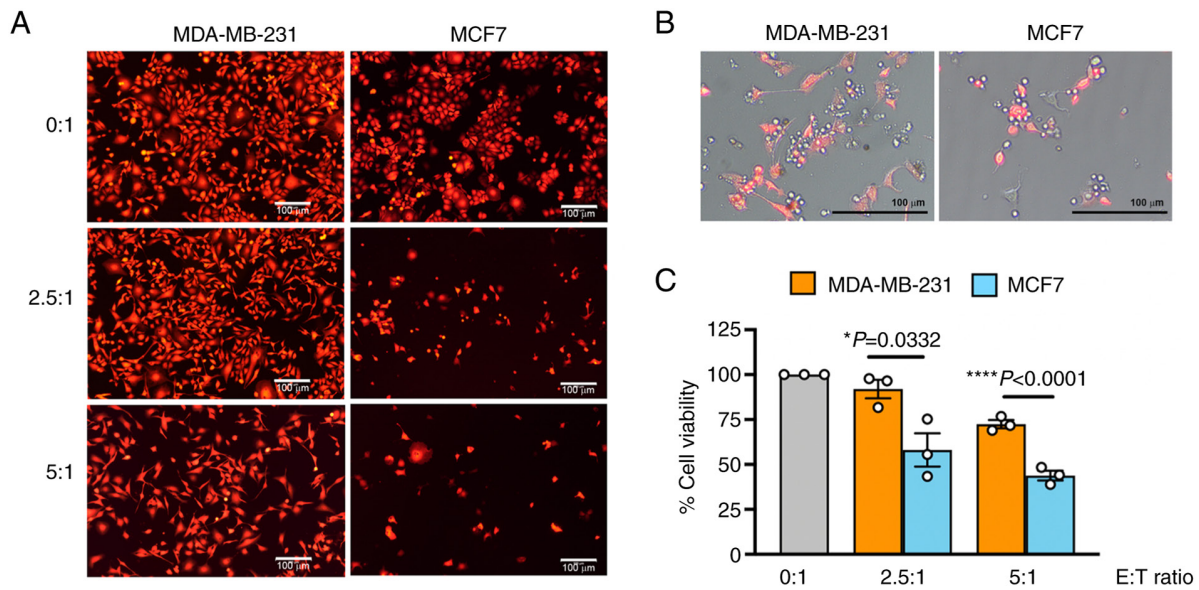 A
MDA-MB-231 MCF7
0:1
100 μm 100 μm
2.5:1
100 μm 100 μm
5:1
100 μm 100 μm
B
MDA-MB-231 MCF7
100 μm 100 μm
C
MDA-MB-231 MCF7
% Cell viability
125
100
75
50
25
0
*P=0.0332
****P<0.0001
0:1 2.5:1 5:1 E:T ratio